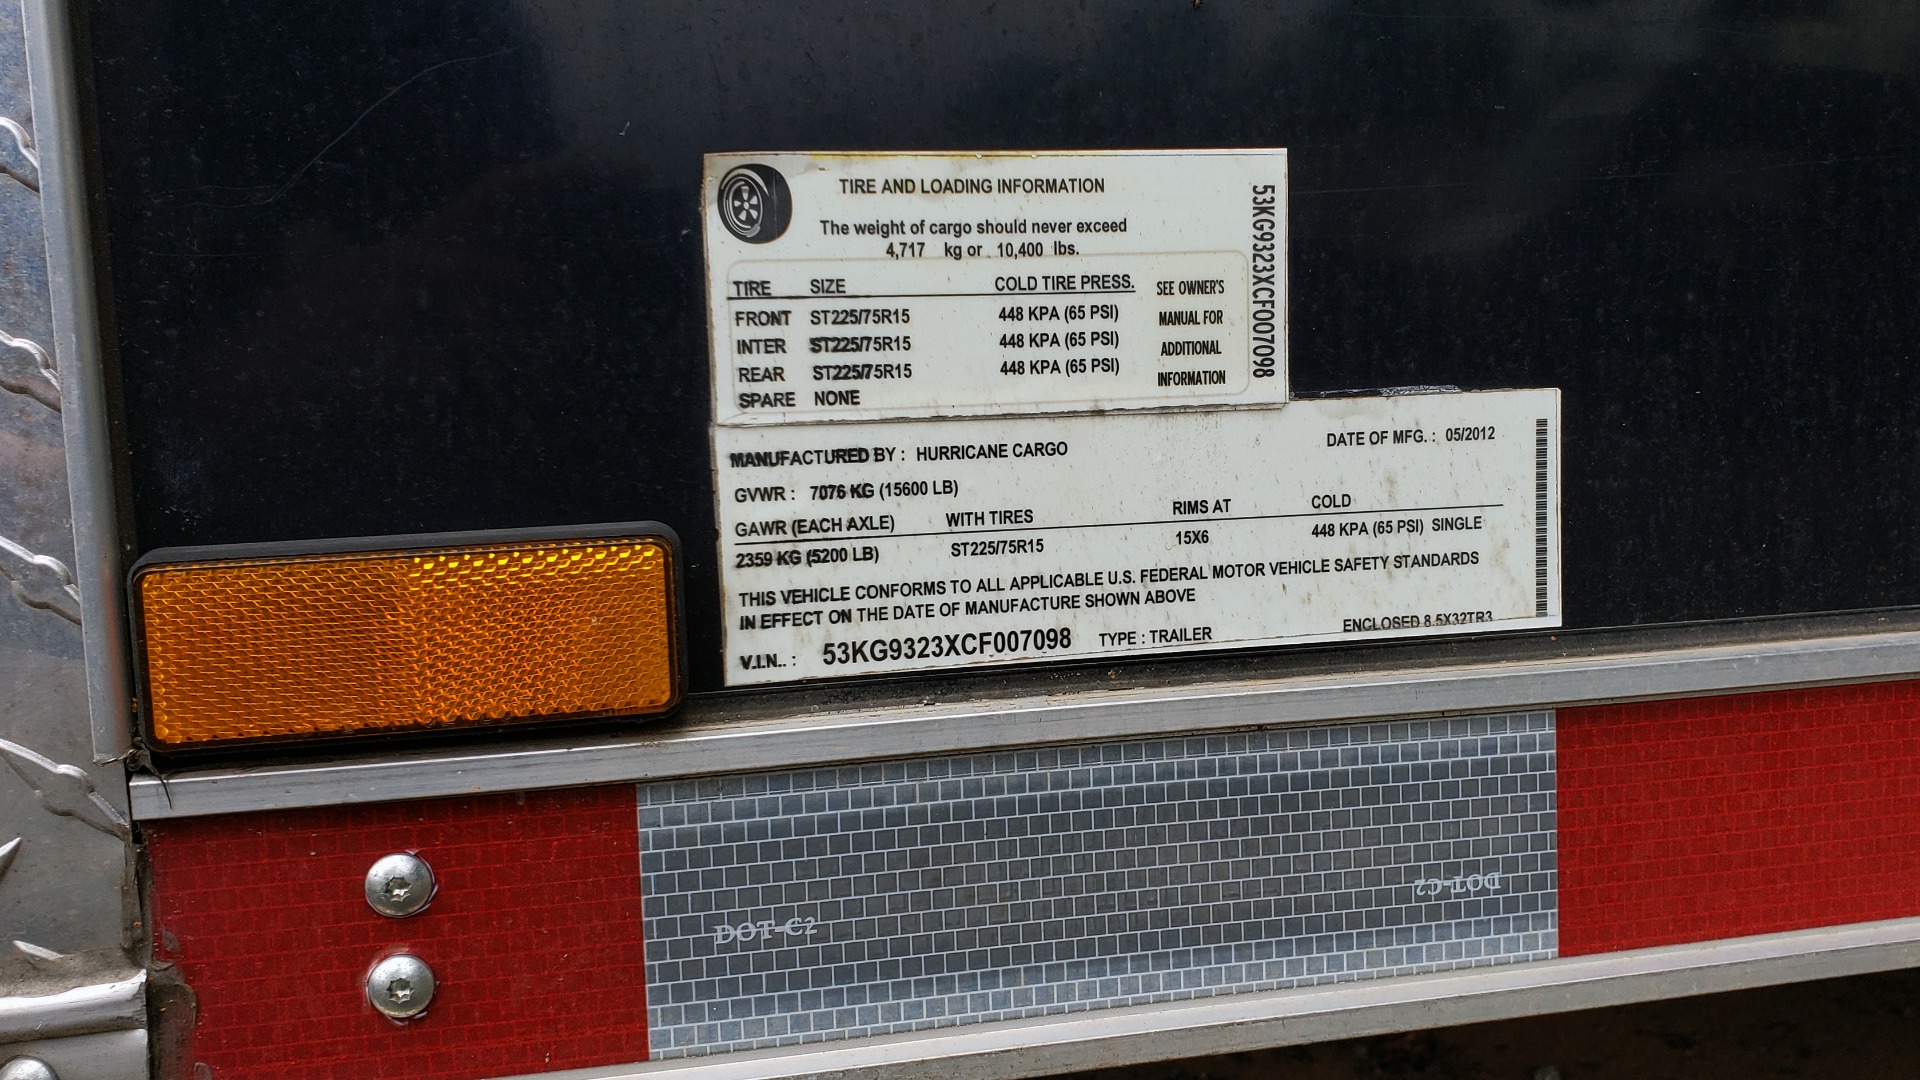 TIRE AND LOADING INFORMATION
The weight of cargo should never exceed
4,717 kg or 10,400 lbs.
TIRE SIZE COLD TIRE PRESS.
FRONT ST225/75R15 448 KPA (65 PSI)
INTER ST225/75R15 448 KPA (65 PSI)
REAR ST225/75R15 448 KPA (65 PSI)
SPARE NONE
SEE OWNER'S
MANUAL FOR
ADDITIONAL
INFORMATION
53KG9323XCF007098
MANUFACTURED BY : HURRICANE CARGO DATE OF MFG. : 05/2012
GVWR : 7076 KG (15600 LB)
GAWR (EACH AXLE) WITH TIRES RIMS AT COLD
2359 KG (5200 LB) ST225/75R15 15X6 448 KPA (65 PSI) SINGLE
THIS VEHICLE CONFORMS TO ALL APPLICABLE U.S. FEDERAL MOTOR VEHICLE SAFETY STANDARDS
IN EFFECT ON THE DATE OF MANUFACTURE SHOWN ABOVE
V.I.N.. : 53KG9323XCF007098 TYPE : TRAILER ENCLOSED 8.5X32TR3
DOT-C2
DOT-C2